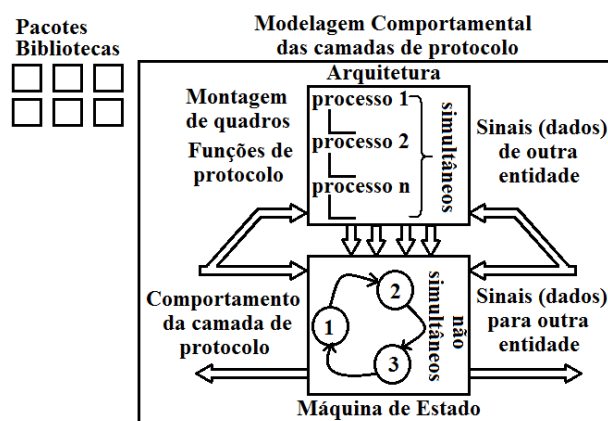 Pacotes
Bibliotecas
Modelagem Comportamental
das camadas de protocolo
Arquitetura
Montagem
de quadros
Funções de
protocolo
processo 1
processo 2
processo n
simultâneos
Sinais (dados)
de outra
entidade
Comportamento
da camada de
protocolo
1
2
3
não
simultâneos
Sinais (dados)
para outra
entidade
Máquina de Estado